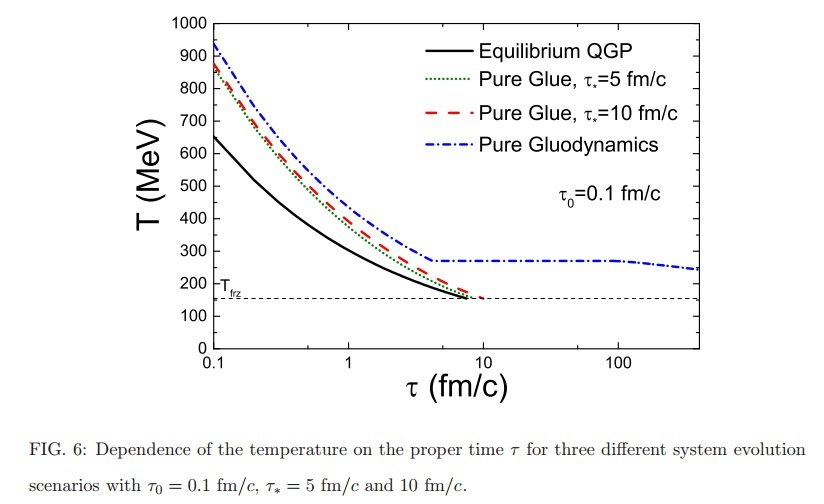 1000
900
800
700
600
500
400
300
200
100
0
T (MeV)
Equilibrium QGP
Pure Glue, τ*=5 fm/c
Pure Glue, τ*=10 fm/c
Pure Gluodynamics
τ0=0.1 fm/c
Tfrz
0.1 1 10 100
τ (fm/c)
FIG. 6: Dependence of the temperature on the proper time τ for three different system evolution
scenarios with τ0 = 0.1 fm/c, τ∗ = 5 fm/c and 10 fm/c.